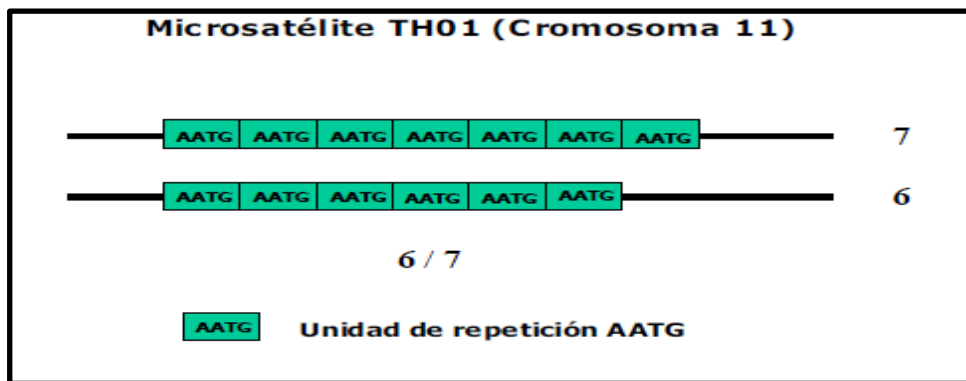 Microsatélite TH01 (Cromosoma 11)
AATG AATG AATG AATG AATG AATG AATG 7
AATG AATG AATG AATG AATG AATG 6
6 / 7
AATG Unidad de repetición AATG